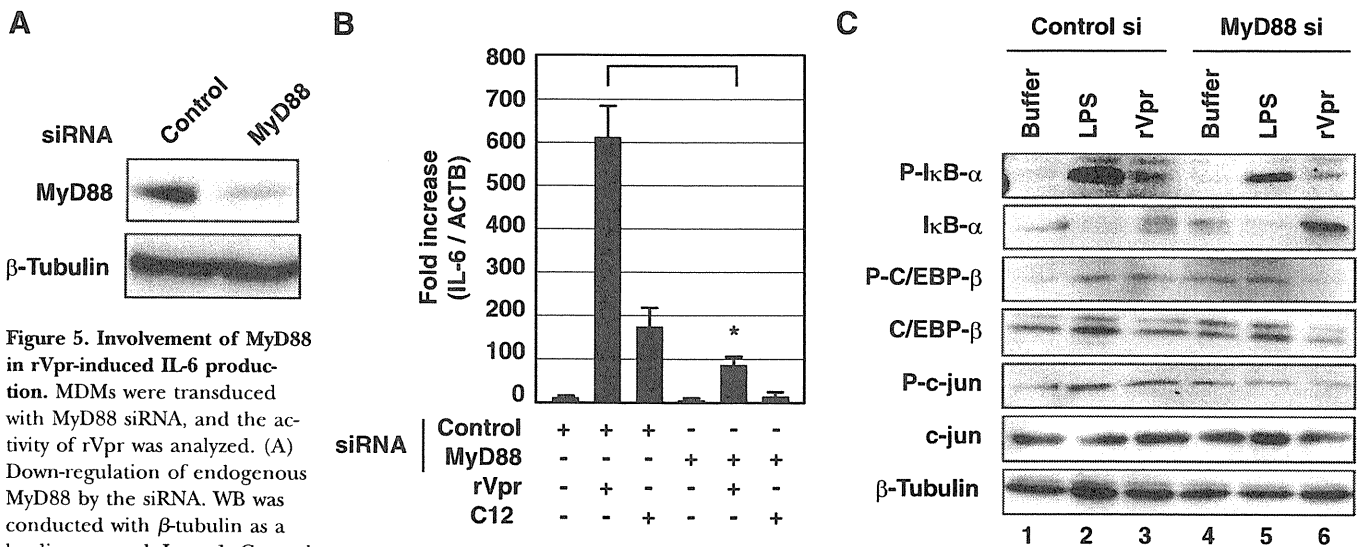 A
siRNA
Control
MyD88
MyD88
β-Tubulin
Figure 5. Involvement of MyD88
in rVpr-induced IL-6 produc-
tion. MDMs were transduced
with MyD88 siRNA, and the ac-
tivity of rVpr was analyzed. (A)
Down-regulation of endogenous
MyD88 by the siRNA. WB was
conducted with β-tubulin as a
B
Fold increase
(IL-6 / ACTB)
800
700
600
500
400
300
200
100
0
*
siRNA
Control + + + - - -
MyD88 - - - + + +
rVpr - + - - + -
C12 - - + - - +
C
Control si MyD88 si
Buffer LPS rVpr Buffer LPS rVpr
P-IκB-α
IκB-α
P-C/EBP-β
C/EBP-β
P-c-jun
c-jun
β-Tubulin
1 2 3 4 5 6